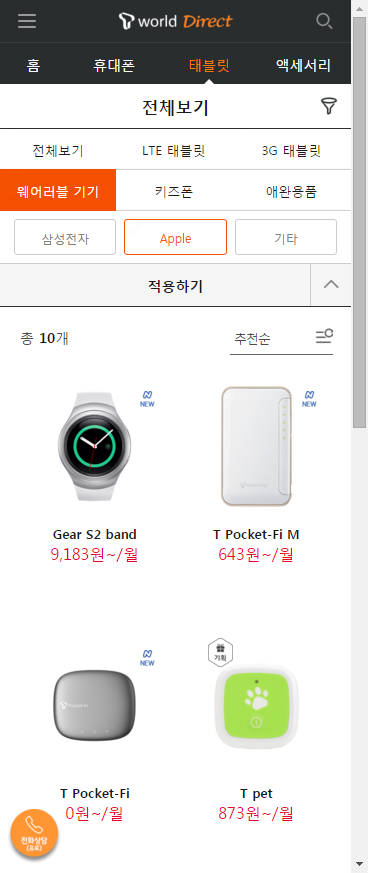 T world Direct
홈 휴대폰 태블릿 액세서리
전체보기
전체보기 LTE 태블릿 3G 태블릿
웨어러블 기기 키즈폰 애완용품
삼성전자 Apple 기타
적용하기
총 10개 추천순
NEW NEW
Gear S2 band T Pocket-Fi M
9,183원~/월 643원~/월
NEW 기획
T Pocket-Fi T pet
0원~/월 873원~/월
전화상담
(유료)